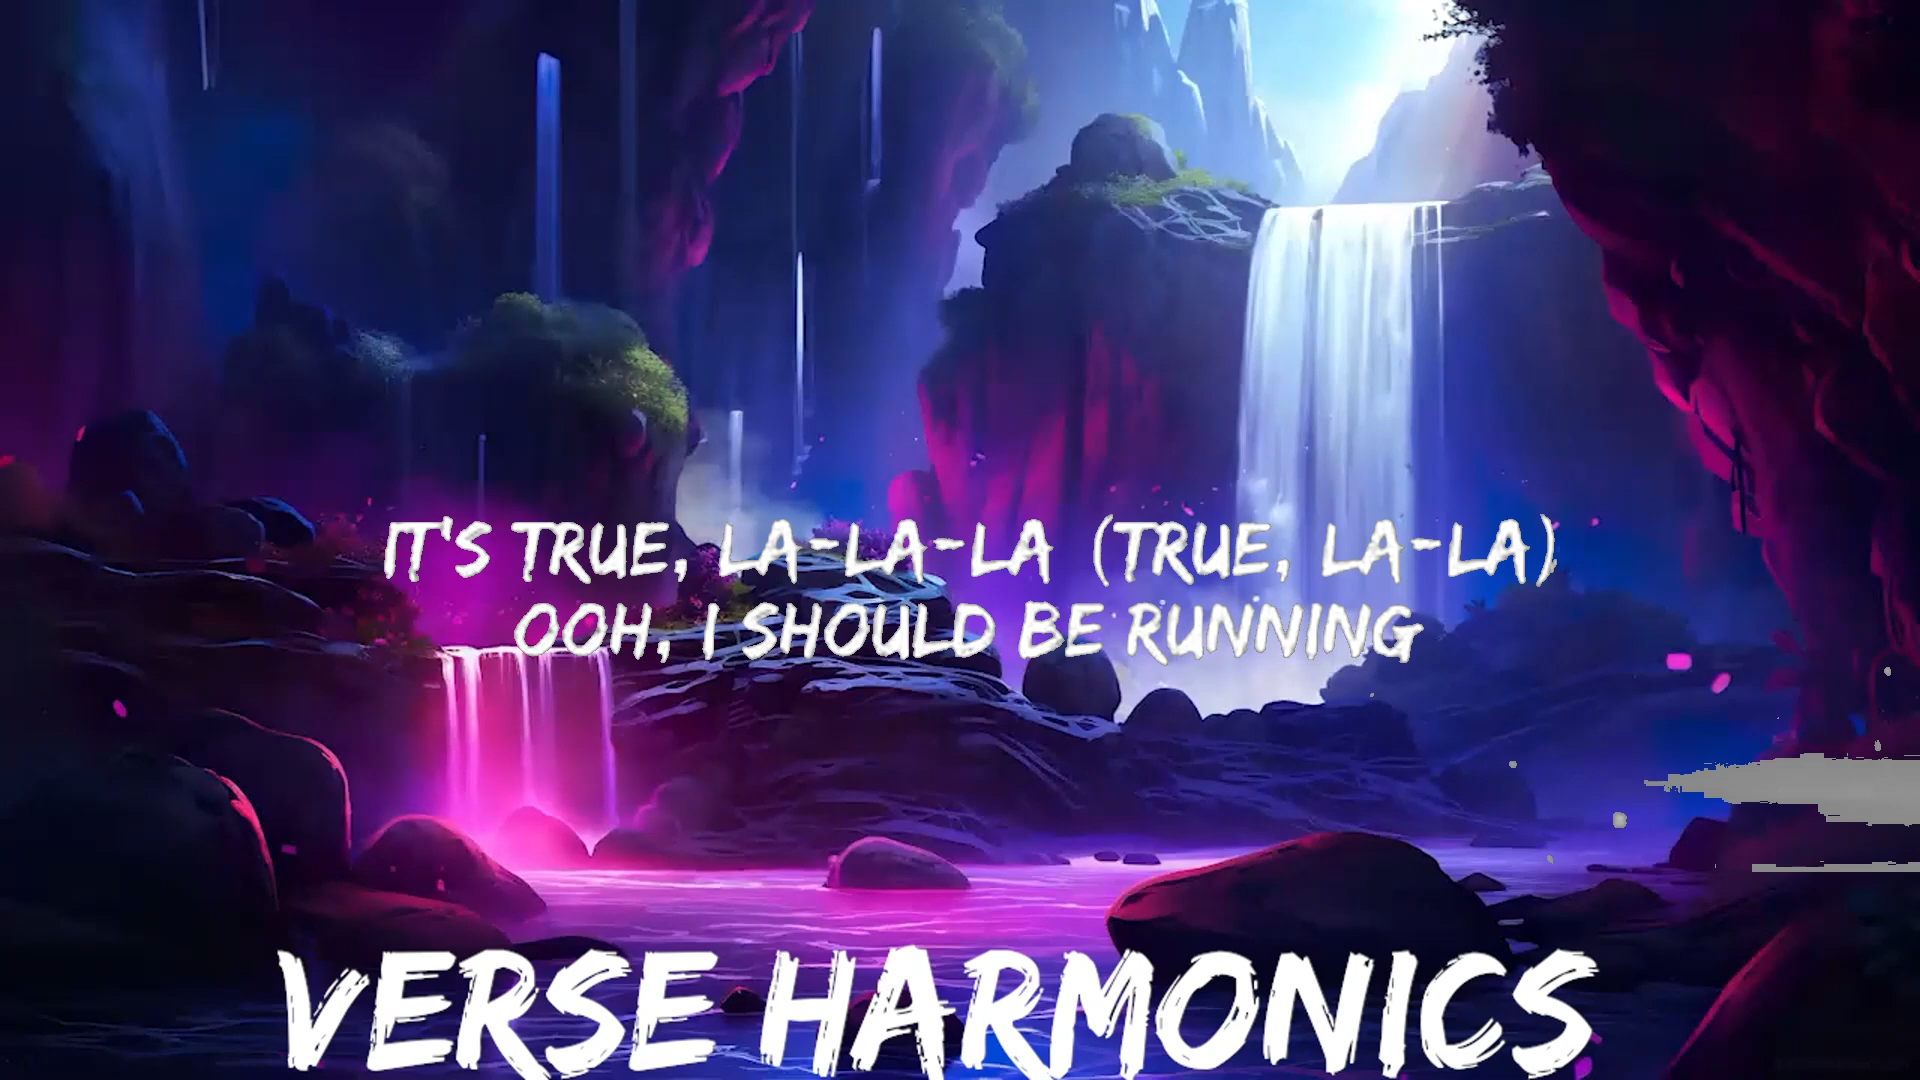 IT'S TRUE, LA-LA-LA (TRUE, LA-LA)
OOH, I SHOULD BE RUNNING
VERSE HARMONICS